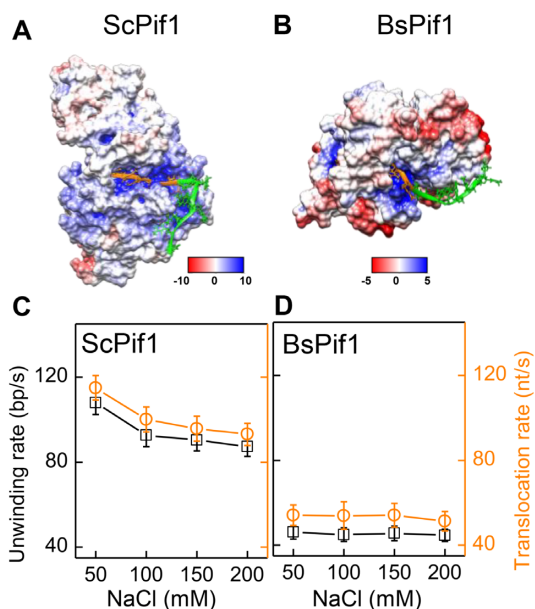 A ScPif1
B BsPif1
-10 0 10
-5 0 5
C ScPif1
D BsPif1
Unwinding rate (bp/s)
Translocation rate (nt/s)
120 120
80 80
40 40
50 100 150 200 50 100 150 200
NaCl (mM) NaCl (mM)